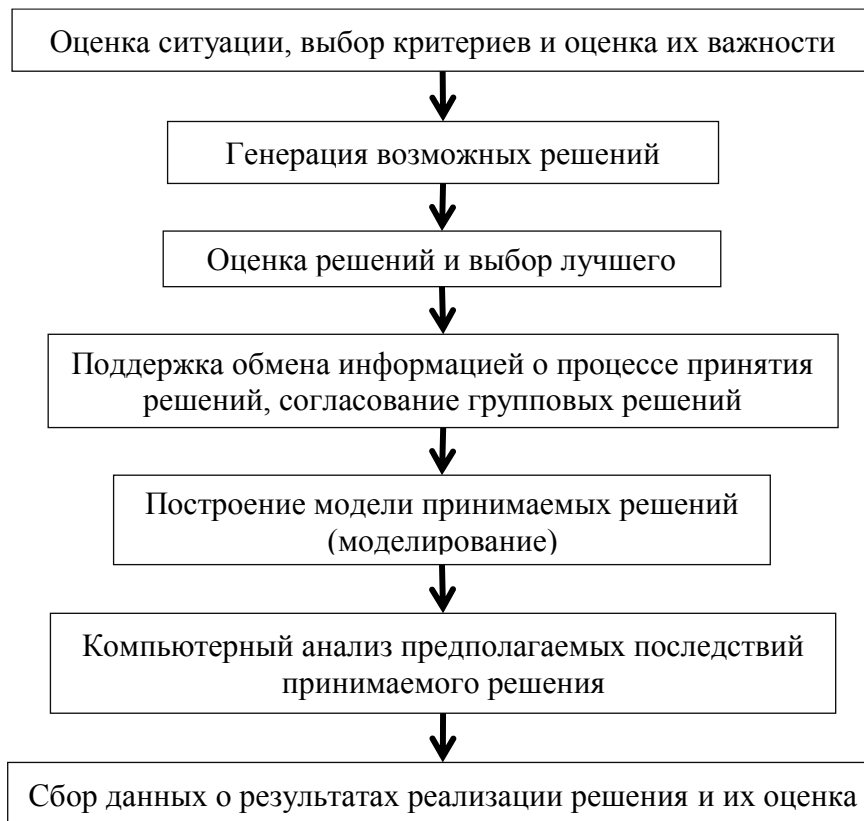 Оценка ситуации, выбор критериев и оценка их важности
Генерация возможных решений
Оценка решений и выбор лучшего
Поддержка обмена информацией о процессе принятия
решений, согласование групповых решений
Построение модели принимаемых решений
(моделирование)
Компьютерный анализ предполагаемых последствий
принимаемого решения
Сбор данных о результатах реализации решения и их оценка